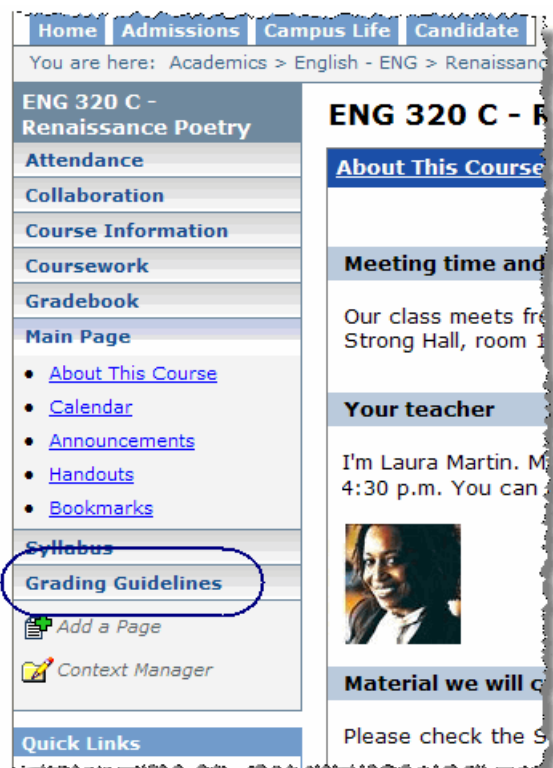 Home Admissions Campus Life Candidate
You are here: Academics > English - ENG >
ENG 320 C -
Renaissance Poetry
Attendance
Collaboration
Course Information
Coursework
Gradebook
Main Page
• About This Course
• Calendar
• Announcements
• Handouts
• Bookmarks
Syllabus
Grading Guidelines
Add a Page
Context Manager
Quick Links
ENG 320 C -
About This Course
Meeting time and
Our class meets
Strong Hall, room 1
Your teacher
I'm Laura Martin. M
4:30 p.m. You can
Material we will c
Please check the S